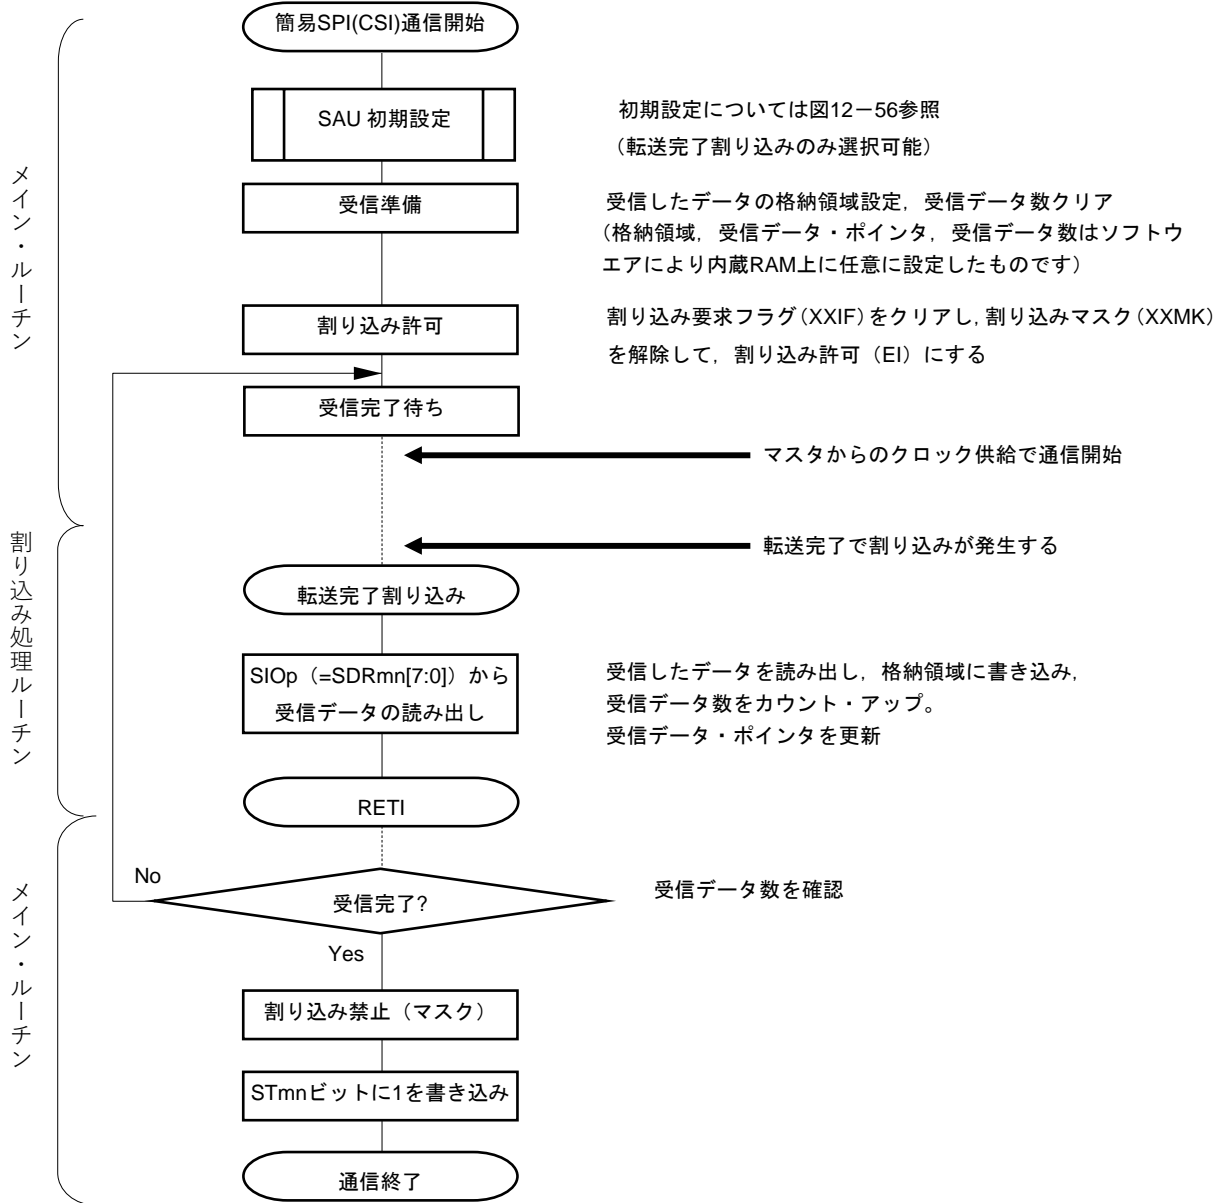 簡易SPI(CSI)通信開始
SAU 初期設定
初期設定については図12－56参照
（転送完了割り込みのみ選択可能）
メイン・ルーチン
受信準備
受信したデータの格納領域設定，受信データ数クリア
（格納領域，受信データ・ポインタ，受信データ数はソフトウ
エアにより内蔵RAM上に任意に設定したものです）
割り込み許可
割り込み要求フラグ（XXIF）をクリアし，割り込みマスク（XXMK）
を解除して，割り込み許可（EI）にする
受信完了待ち
マスタからのクロック供給で通信開始
転送完了で割り込みが発生する
割り込み処理ルーチン
転送完了割り込み
SIOp（=SDRmn[7:0]）から
受信データの読み出し
受信したデータを読み出し，格納領域に書き込み，
受信データ数をカウント・アップ。
受信データ・ポインタを更新
RETI
メイン・ルーチン
No
受信完了?
受信データ数を確認
Yes
割り込み禁止（マスク）
STmnビットに1を書き込み
通信終了